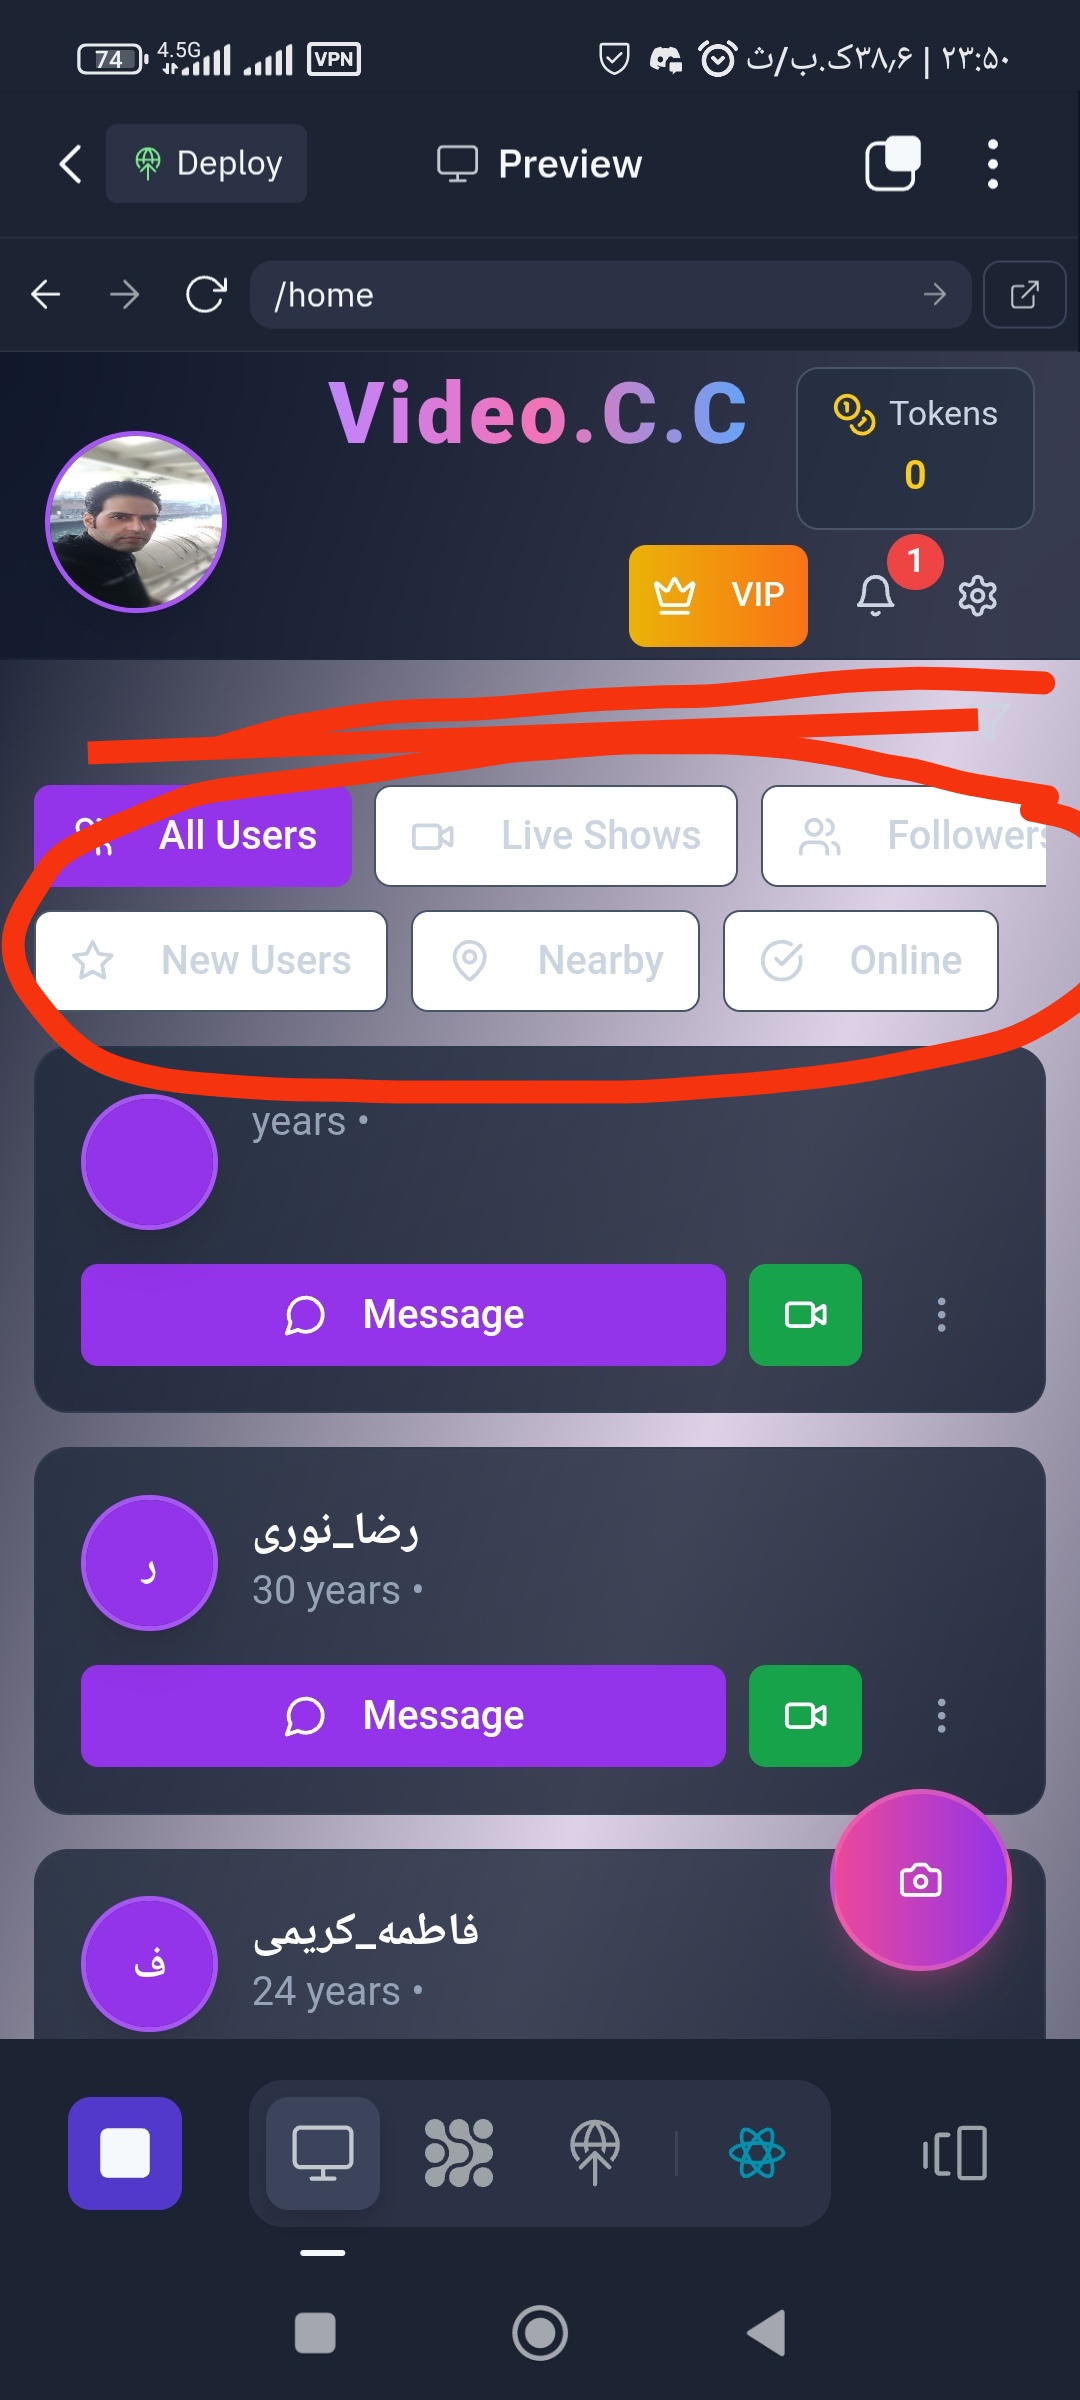 74 4.5G VPN ۳۸٫۶ک.ب/ث | ۲۳:۵۰
Deploy Preview
/home
Video.C.C
Tokens
0
VIP
1
All Users Live Shows Followers
New Users Nearby Online
years •
Message
رضا_نوری
30 years •
ر
Message
فاطمه_کریمی
24 years •
ف